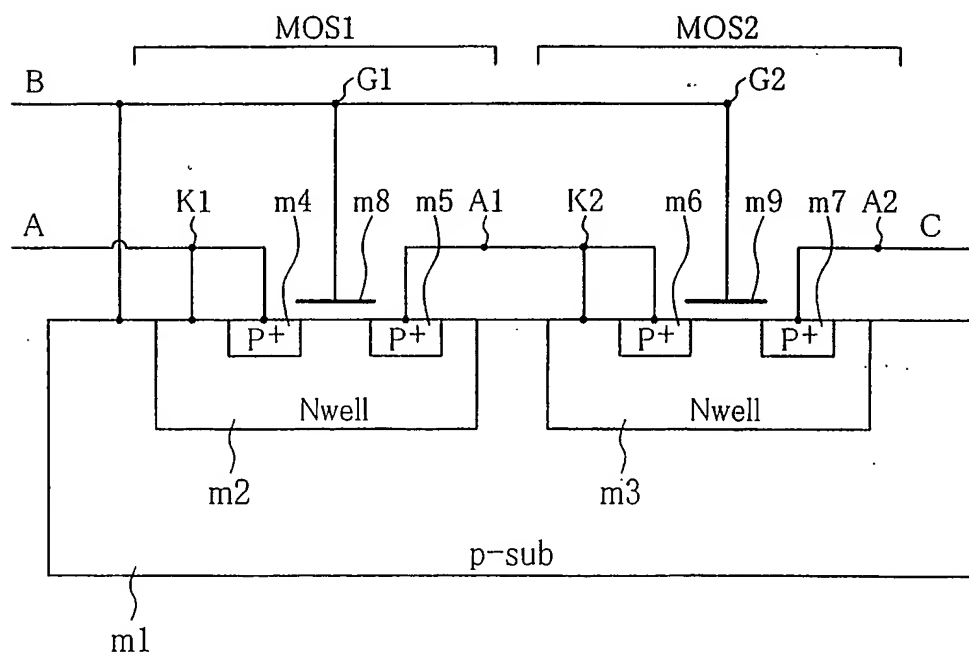 MOS1 MOS2
B G1 G2
A K1 m4 m8 m5 A1 K2 m6 m9 m7 A2 C
P+ P+ P+ P+
Nwell Nwell
m2 m3
p-sub
m1